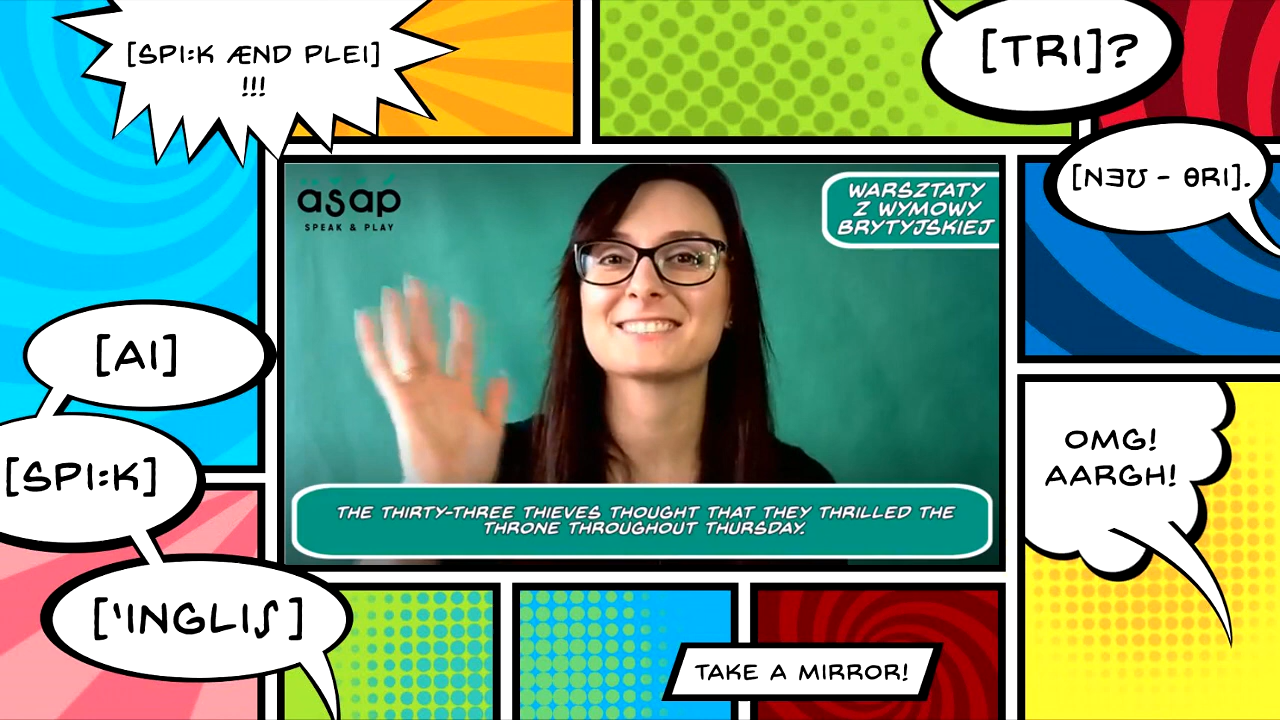 [SPI:K ÆND PLEI]
!!!
[TRI]?
[NƏƱ - ΘRI].
asap
SPEAK & PLAY
WARSZTATY
Z WYMOWY
BRYTYJSKIEJ
[AI]
[SPI:K]
['INGLIʃ]
OMG!
AARGH!
THE THIRTY-THREE THIEVES THOUGHT THAT THEY THRILLED THE
THRONE THROUGHOUT THURSDAY.
TAKE A MIRROR!